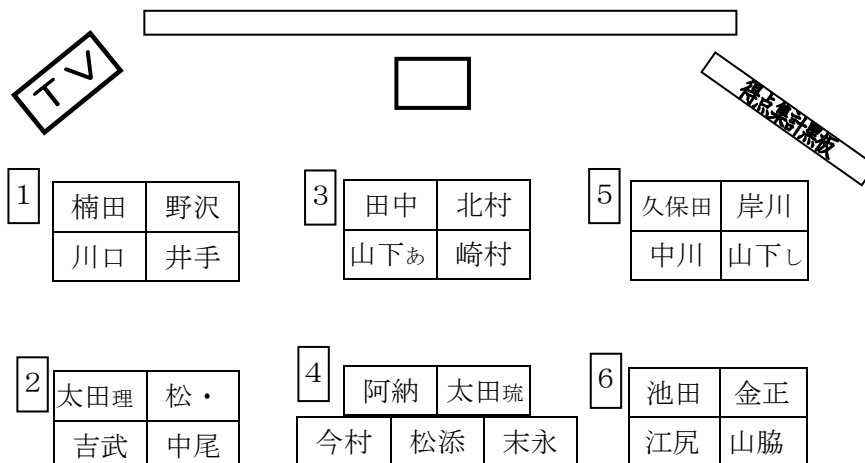 TV
得点集計黒板
1
楠田 野沢
川口 井手
3
田中 北村
山下あ 崎村
5
久保田 岸川
中川 山下し
2
太田理 松・
吉武 中尾
4
阿納 太田琉
今村 松添 末永
6
池田 金正
江尻 山脇